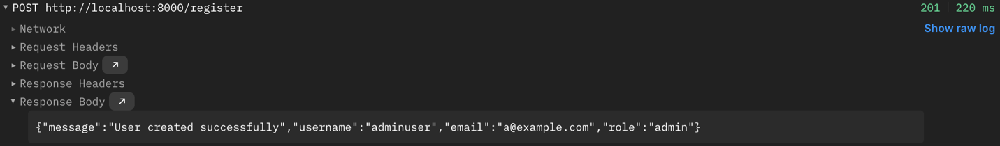 POST http://localhost:8000/register 201 220 ms
Network Show raw log
Request Headers
Request Body
Response Headers
Response Body
{"message":"User created successfully","username":"adminuser","email":"a@example.com","role":"admin"}